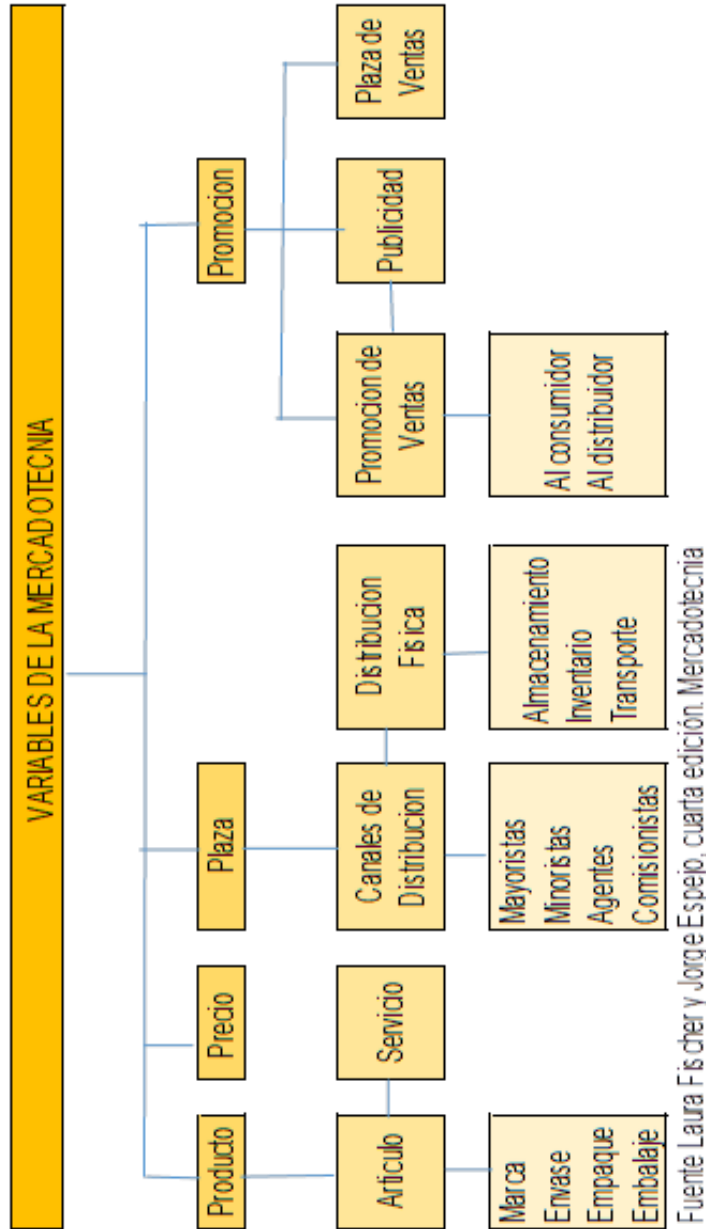 VARIABLES DE LA MERCADOTECNIA
Producto
Precio
Plaza
Promocion
Articulo
Servicio
Canales de
Distribucion
Distribucion
Fisica
Promocion de
Ventas
Publicidad
Plaza de
Ventas
Marca
Envase
Empaque
Embalaje
Mayoristas
Minoristas
Agentes
Comisionistas
Almacenamiento
Inventario
Transporte
Al consumidor
Al distribuidor
Fuente Laura Fischer y Jorge Espejo, cuarta edición. Mercadotecnia